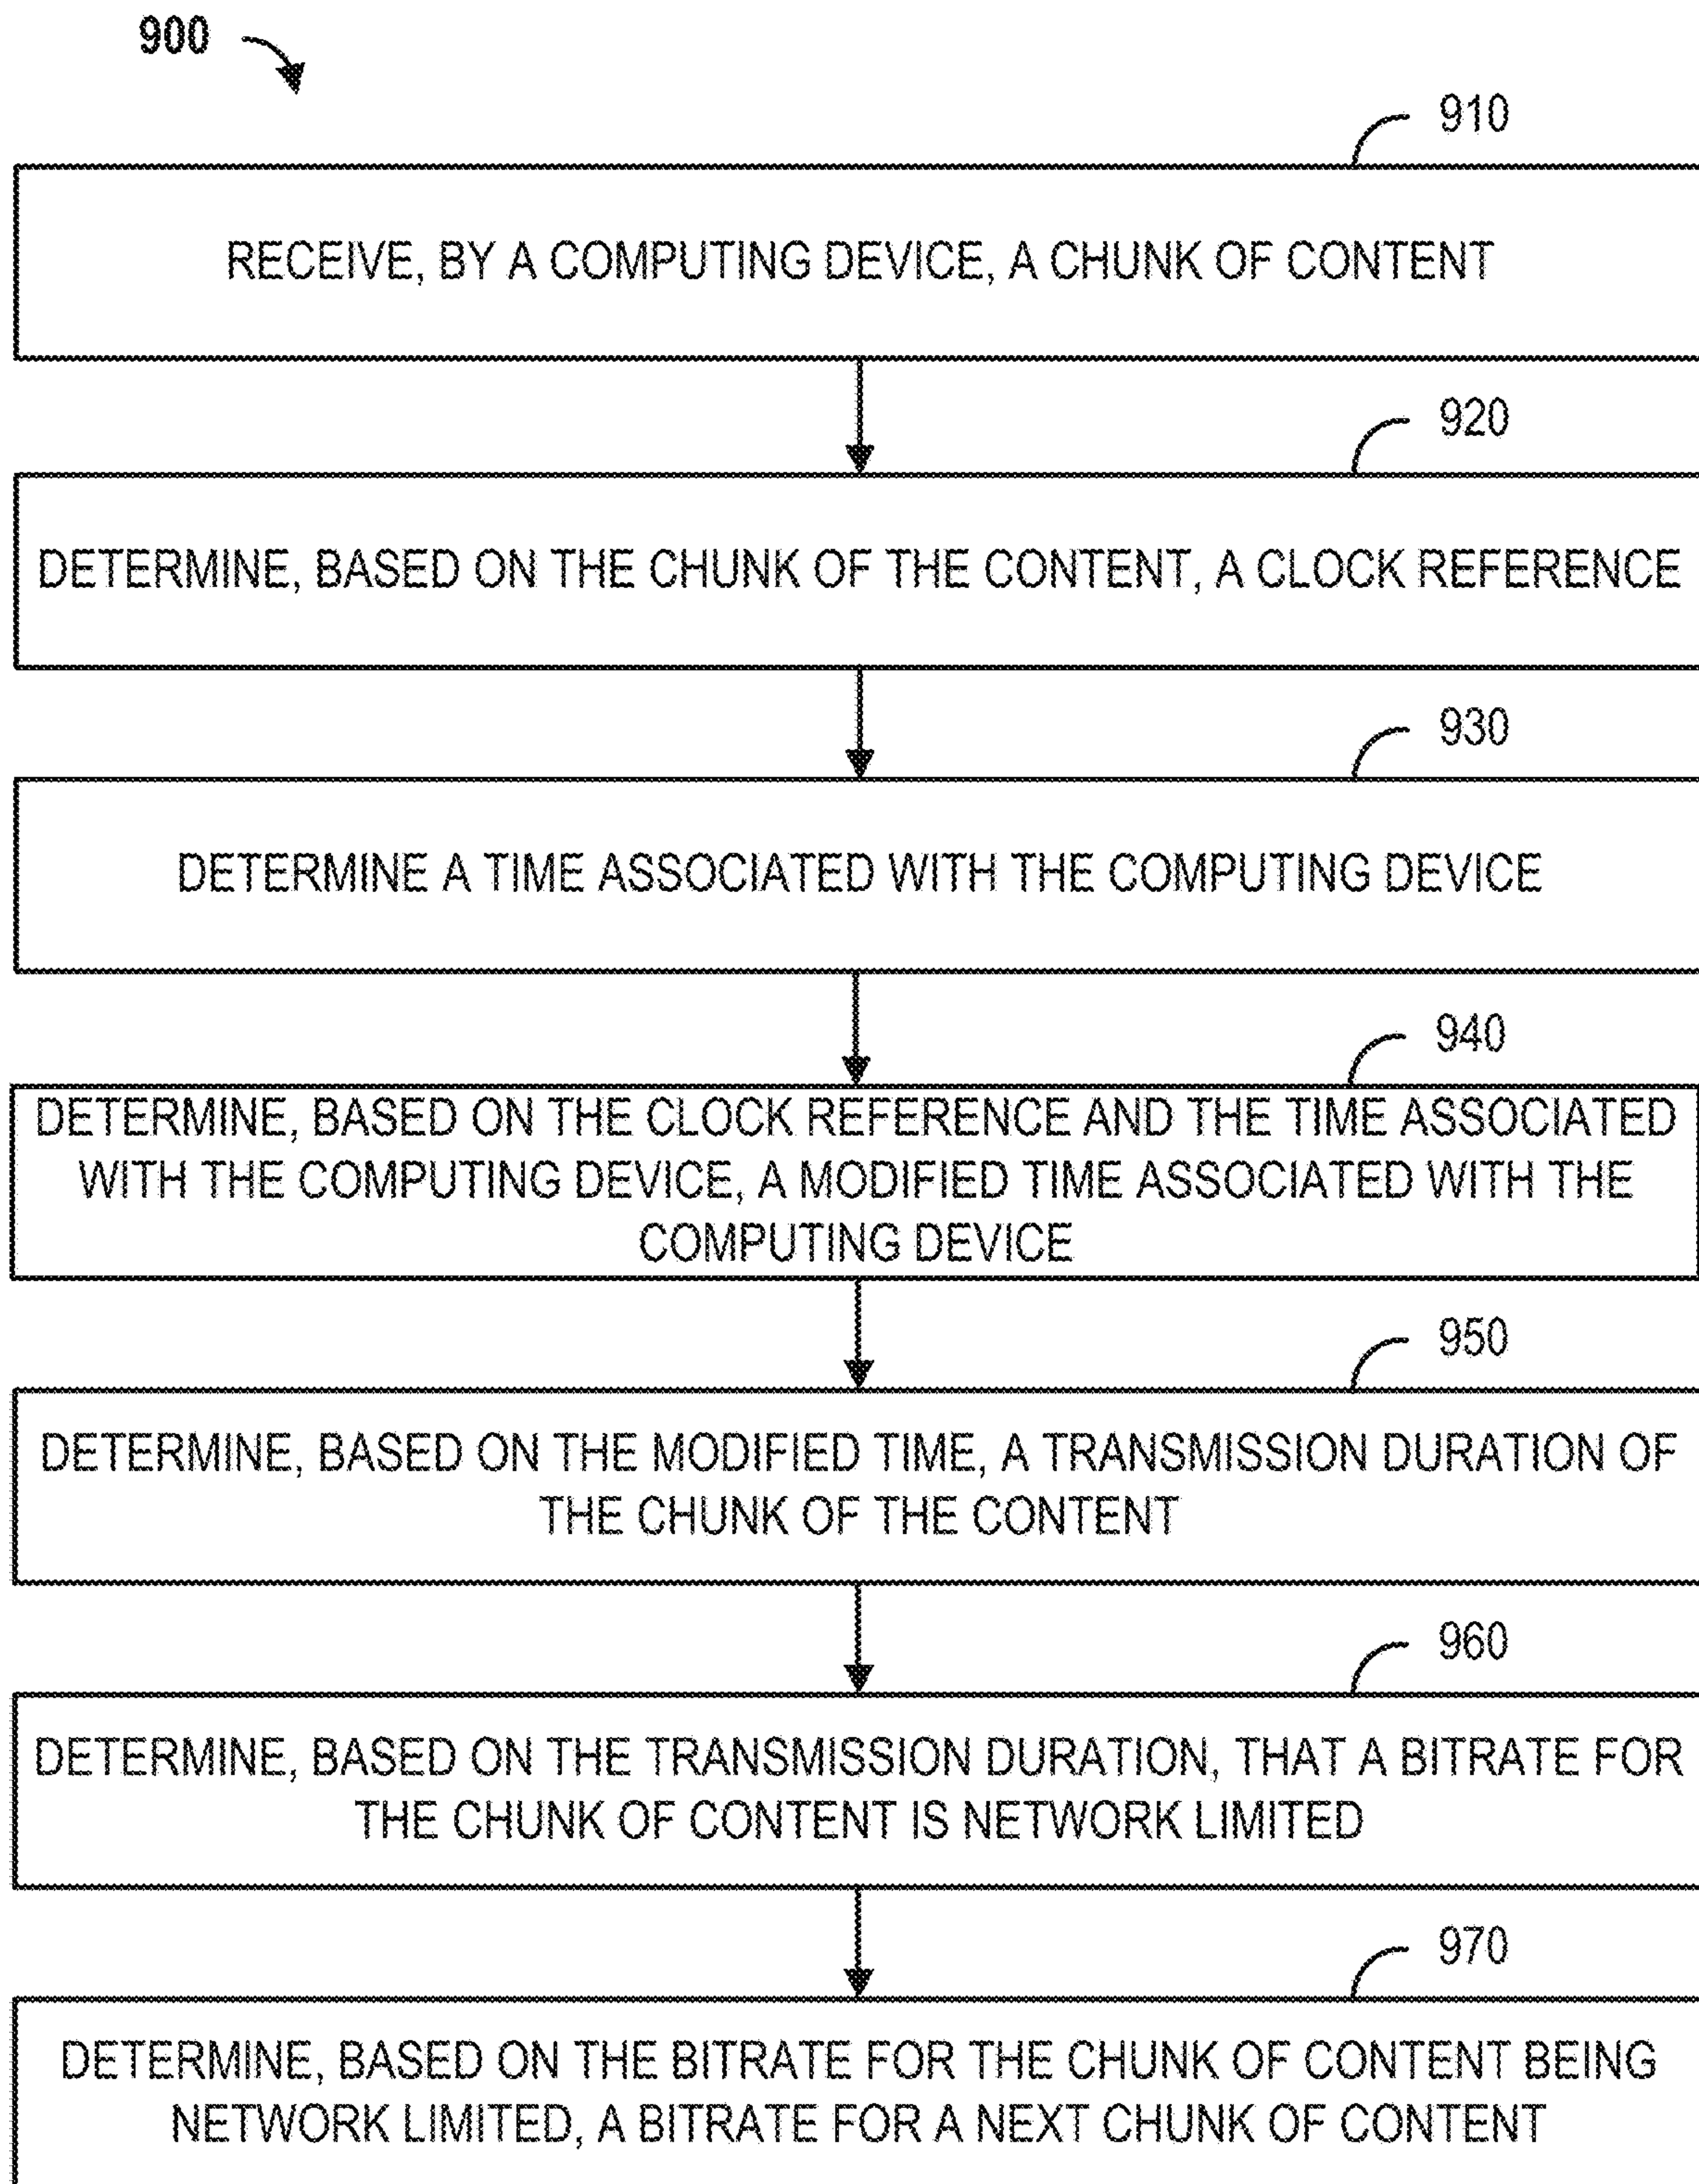 900
910
RECEIVE, BY A COMPUTING DEVICE, A CHUNK OF CONTENT
920
DETERMINE, BASED ON THE CHUNK OF THE CONTENT, A CLOCK REFERENCE
930
DETERMINE A TIME ASSOCIATED WITH THE COMPUTING DEVICE
940
DETERMINE, BASED ON THE CLOCK REFERENCE AND THE TIME ASSOCIATED
WITH THE COMPUTING DEVICE, A MODIFIED TIME ASSOCIATED WITH THE
COMPUTING DEVICE
950
DETERMINE, BASED ON THE MODIFIED TIME, A TRANSMISSION DURATION OF
THE CHUNK OF THE CONTENT
960
DETERMINE, BASED ON THE TRANSMISSION DURATION, THAT A BITRATE FOR
THE CHUNK OF CONTENT IS NETWORK LIMITED
970
DETERMINE, BASED ON THE BITRATE FOR THE CHUNK OF CONTENT BEING
NETWORK LIMITED, A BITRATE FOR A NEXT CHUNK OF CONTENT